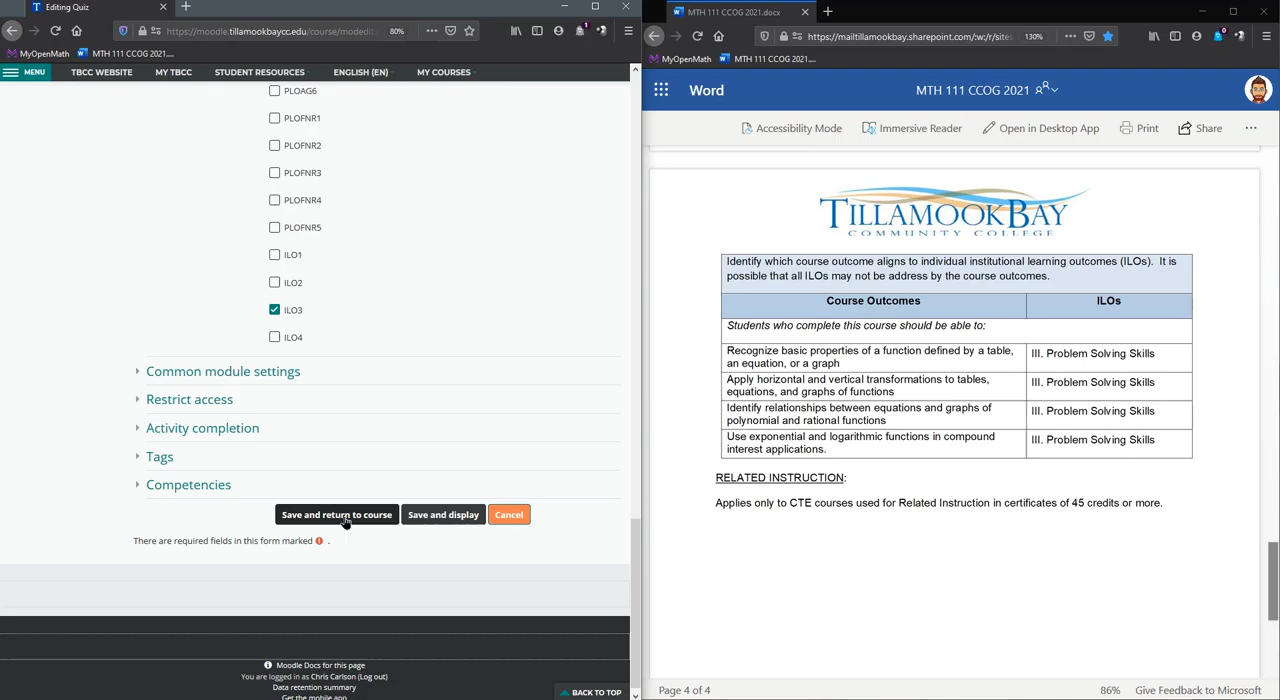 Editing Quiz
https://moodle.tillamookbaycc.edu/course/modedit.
80%
1
MyOpenMath
MTH 111 CCOG 2021....
MENU
TBCC WEBSITE
MY TBCC
STUDENT RESOURCES
ENGLISH (EN)
MY COURSES
PLOAG6
PLOFNR1
PLOFNR2
PLOFNR3
PLOFNR4
PLOFNR5
ILO1
ILO2
ILO3
ILO4
Common module settings
Restrict access
Activity completion
Tags
Competencies
Save and return to course
Save and display
Cancel
There are required fields in this form marked .
Moodle Docs for this page
You are logged in as Chris Carlson (Log out)
Data retention summary
Get the mobile app
BACK TO TOP
MTH 111 CCOG 2021.docx
https://mailtillamookbay.sharepoint.com/:w:/r/sites
130%
0
MyOpenMath
MTH 111 CCOG 2021....
Word
MTH 111 CCOG 2021
Accessibility Mode
Immersive Reader
Open in Desktop App
Print
Share
TILLAMOOK BAY
COMMUNITY COLLEGE
Identify which course outcome aligns to individual institutional learning outcomes (ILOs). It is
possible that all ILOs may not be address by the course outcomes.
Course Outcomes
ILOs
Students who complete this course should be able to:
Recognize basic properties of a function defined by a table,
an equation, or a graph
III. Problem Solving Skills
Apply horizontal and vertical transformations to tables,
equations, and graphs of functions
III. Problem Solving Skills
Identify relationships between equations and graphs of
polynomial and rational functions
III. Problem Solving Skills
Use exponential and logarithmic functions in compound
interest applications.
III. Problem Solving Skills
RELATED INSTRUCTION:
Applies only to CTE courses used for Related Instruction in certificates of 45 credits or more.
Page 4 of 4
86%
Give Feedback to Microsoft